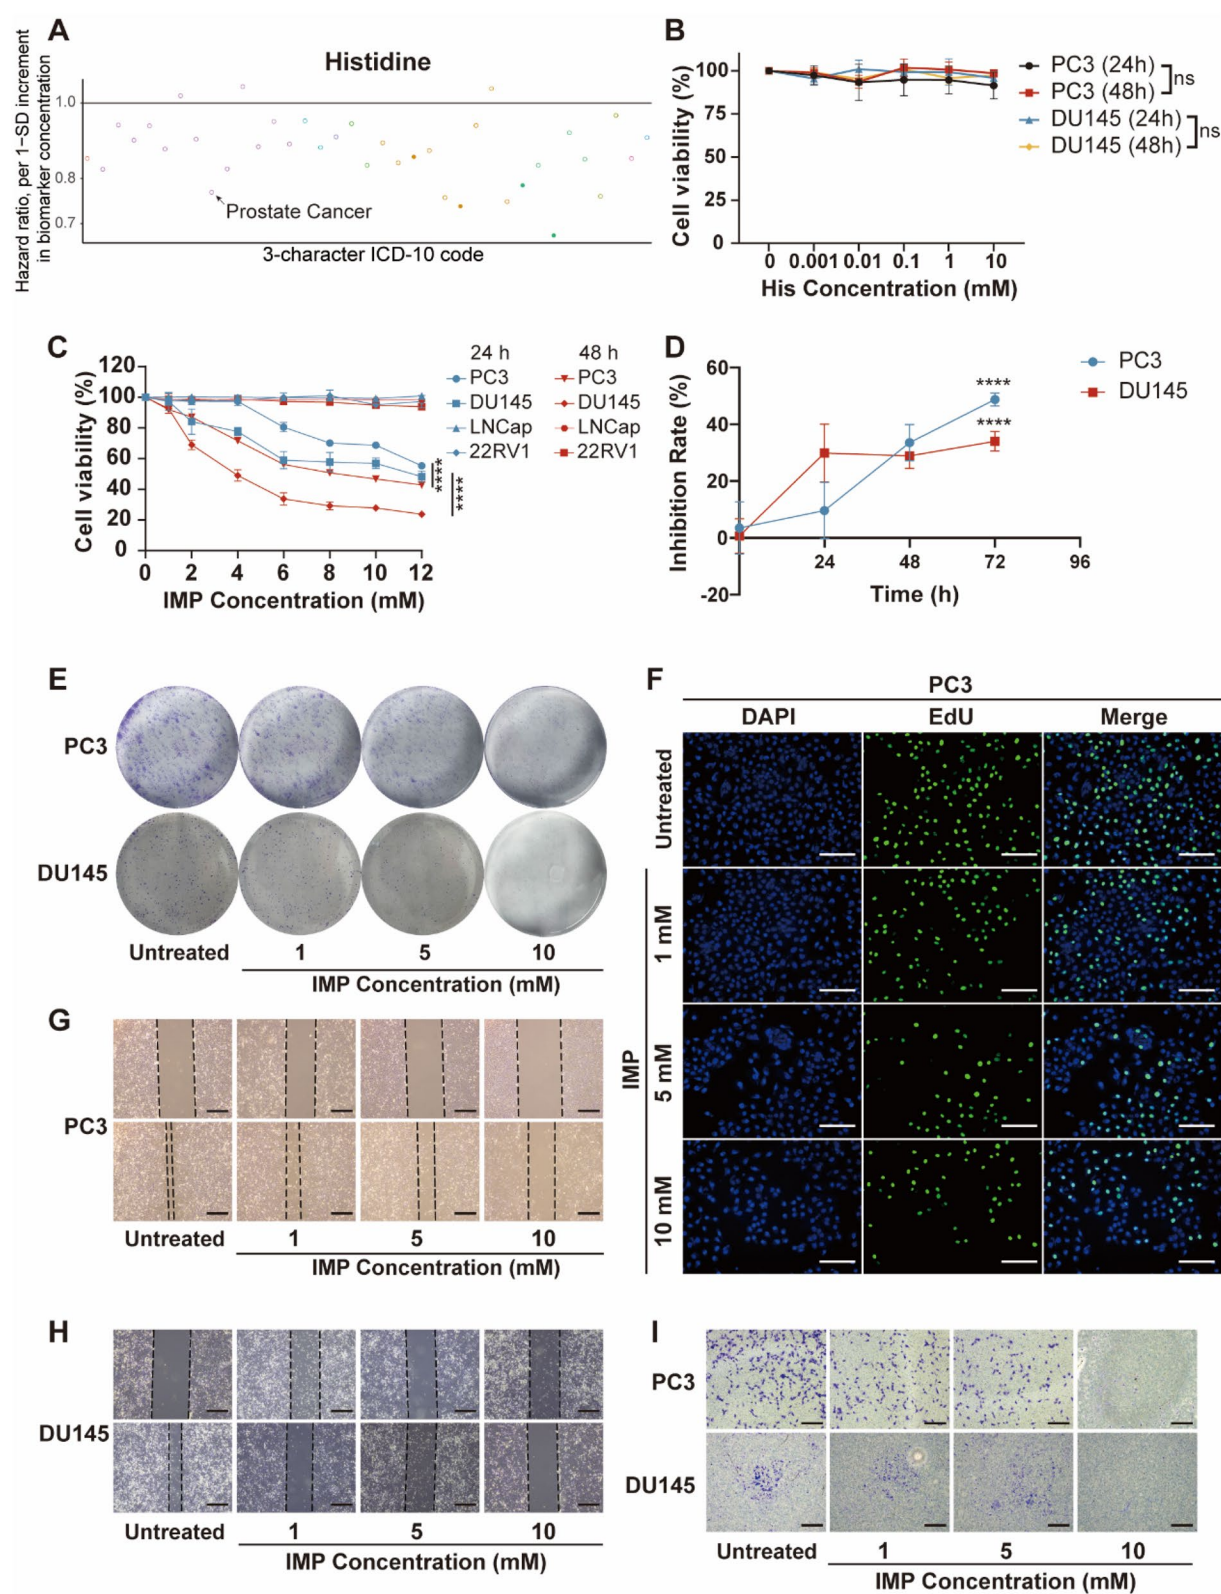 A
Histidine
Hazard ratio, per 1−SD increment
in biomarker concentration
1.0
0.8
0.7
Prostate Cancer
3-character ICD-10 code
B
Cell viability (%)
100
75
50
25
0
0 0.001 0.01 0.1 1 10
His Concentration (mM)
PC3 (24h)
PC3 (48h)
DU145 (24h)
DU145 (48h)
ns
ns
C
Cell viability (%)
120
100
80
60
40
20
0
0 2 4 6 8 10 12
IMP Concentration (mM)
24 h 48 h
PC3 PC3
DU145 DU145
LNCap LNCap
22RV1 22RV1
****
****
D
Inhibition Rate (%)
60
40
20
0
-20
24 48 72 96
Time (h)
****
****
PC3
DU145
E
PC3
DU145
Untreated 1 5 10
IMP Concentration (mM)
F
PC3
DAPI EdU Merge
Untreated
IMP
1 mM
5 mM
10 mM
G
PC3
Untreated 1 5 10
IMP Concentration (mM)
H
DU145
Untreated 1 5 10
IMP Concentration (mM)
I
PC3
DU145
Untreated 1 5 10
IMP Concentration (mM)